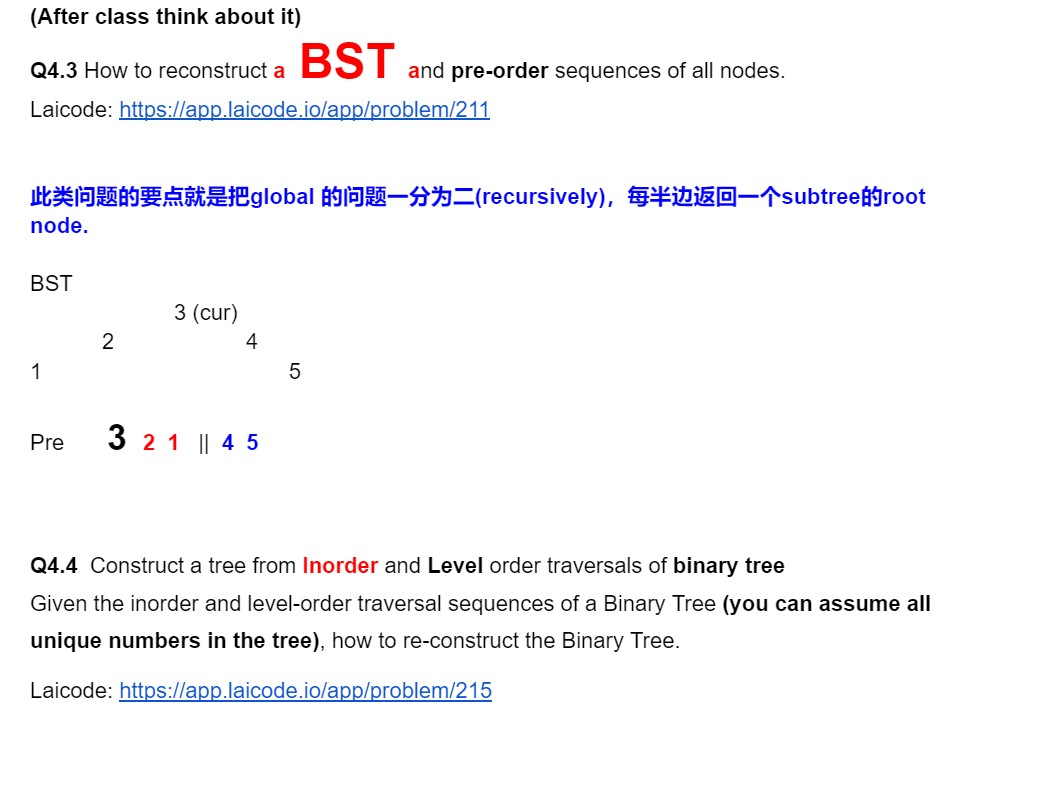 (After class think about it)
Q4.3 How to reconstruct a BST and pre-order sequences of all nodes.
Laicode: https://app.laicode.io/app/problem/211
此类问题的要点就是把global 的问题一分为二(recursively)，每半边返回一个subtree的root
node.
BST
3 (cur)
2 4
1 5
Pre 3 2 1 || 4 5
Q4.4 Construct a tree from Inorder and Level order traversals of binary tree
Given the inorder and level-order traversal sequences of a Binary Tree (you can assume all
unique numbers in the tree), how to re-construct the Binary Tree.
Laicode: https://app.laicode.io/app/problem/215